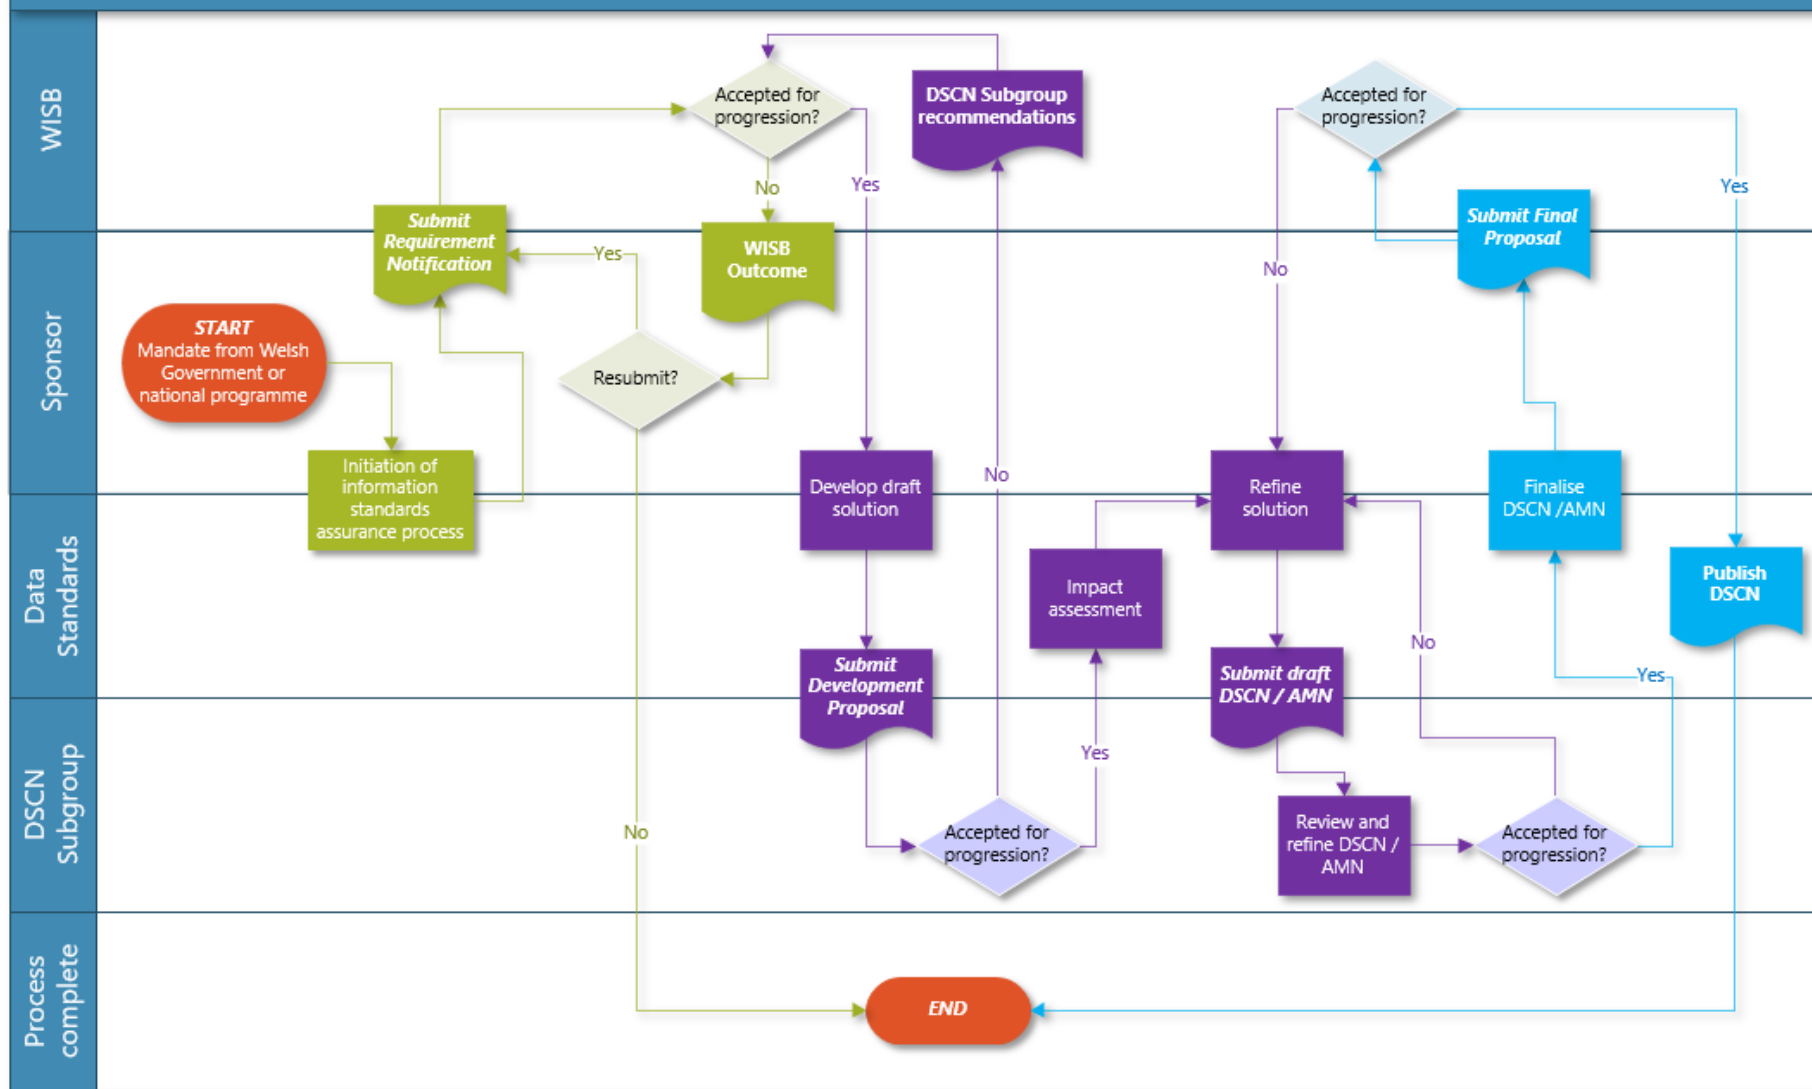 WISB
Accepted for
progression?
DSCN Subgroup
recommendations
Accepted for
progression?
No
Yes
Yes
Submit
Requirement
Notification
Submit Final
Proposal
Sponsor
Yes
WISB
Outcome
No
START
Mandate from Welsh
Government or
national programme
Resubmit?
Initiation of
information
standards
assurance process
Develop draft
solution
No
Refine
solution
Finalise
DSCN /AMN
Data
Standards
Impact
assessment
Publish
DSCN
No
Submit
Development
Proposal
Submit draft
DSCN / AMN
Yes
DSCN
Subgroup
Yes
No
Accepted for
progression?
Review and
refine DSCN /
AMN
Accepted for
progression?
Process
complete
END